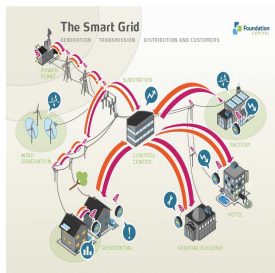 The Smart Grid
GENERATION / TRANSMISSION / DISTRIBUTION AND CUSTOMERS
Foundation
CAPITAL
POWER
PLANT
SUBSTATION
WIND
GENERATION
CONTROL
CENTER
FACTORY
HOTEL
RESIDENTIAL
FEDERAL BUILDING